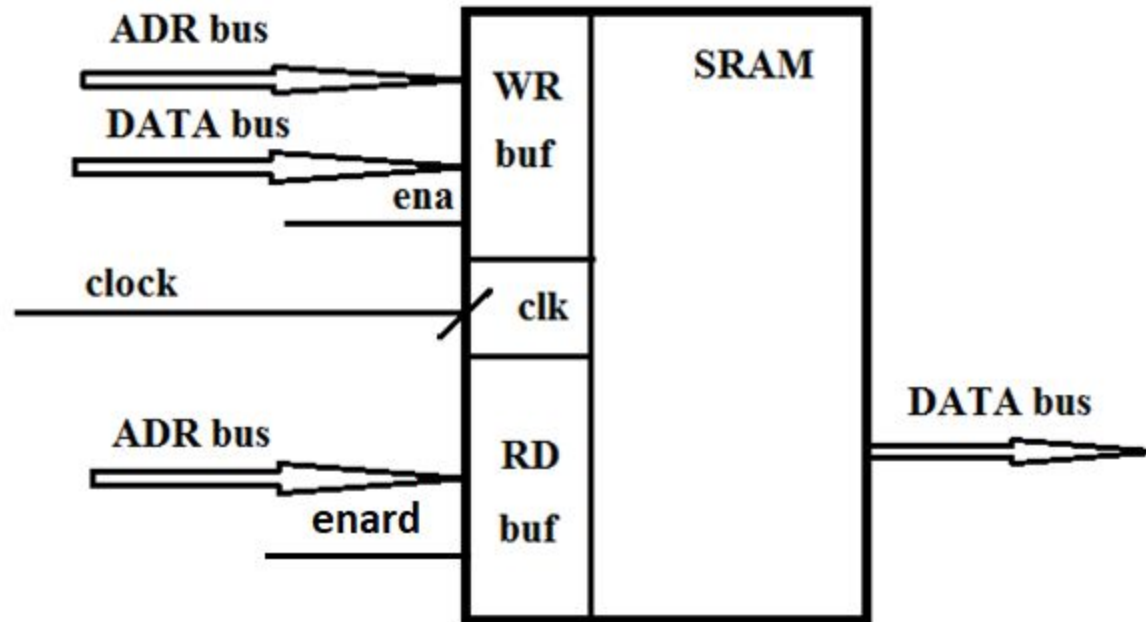 ADR bus
DATA bus
ena
clock
ADR bus
enard
WR
buf
clk
RD
buf
SRAM
DATA bus